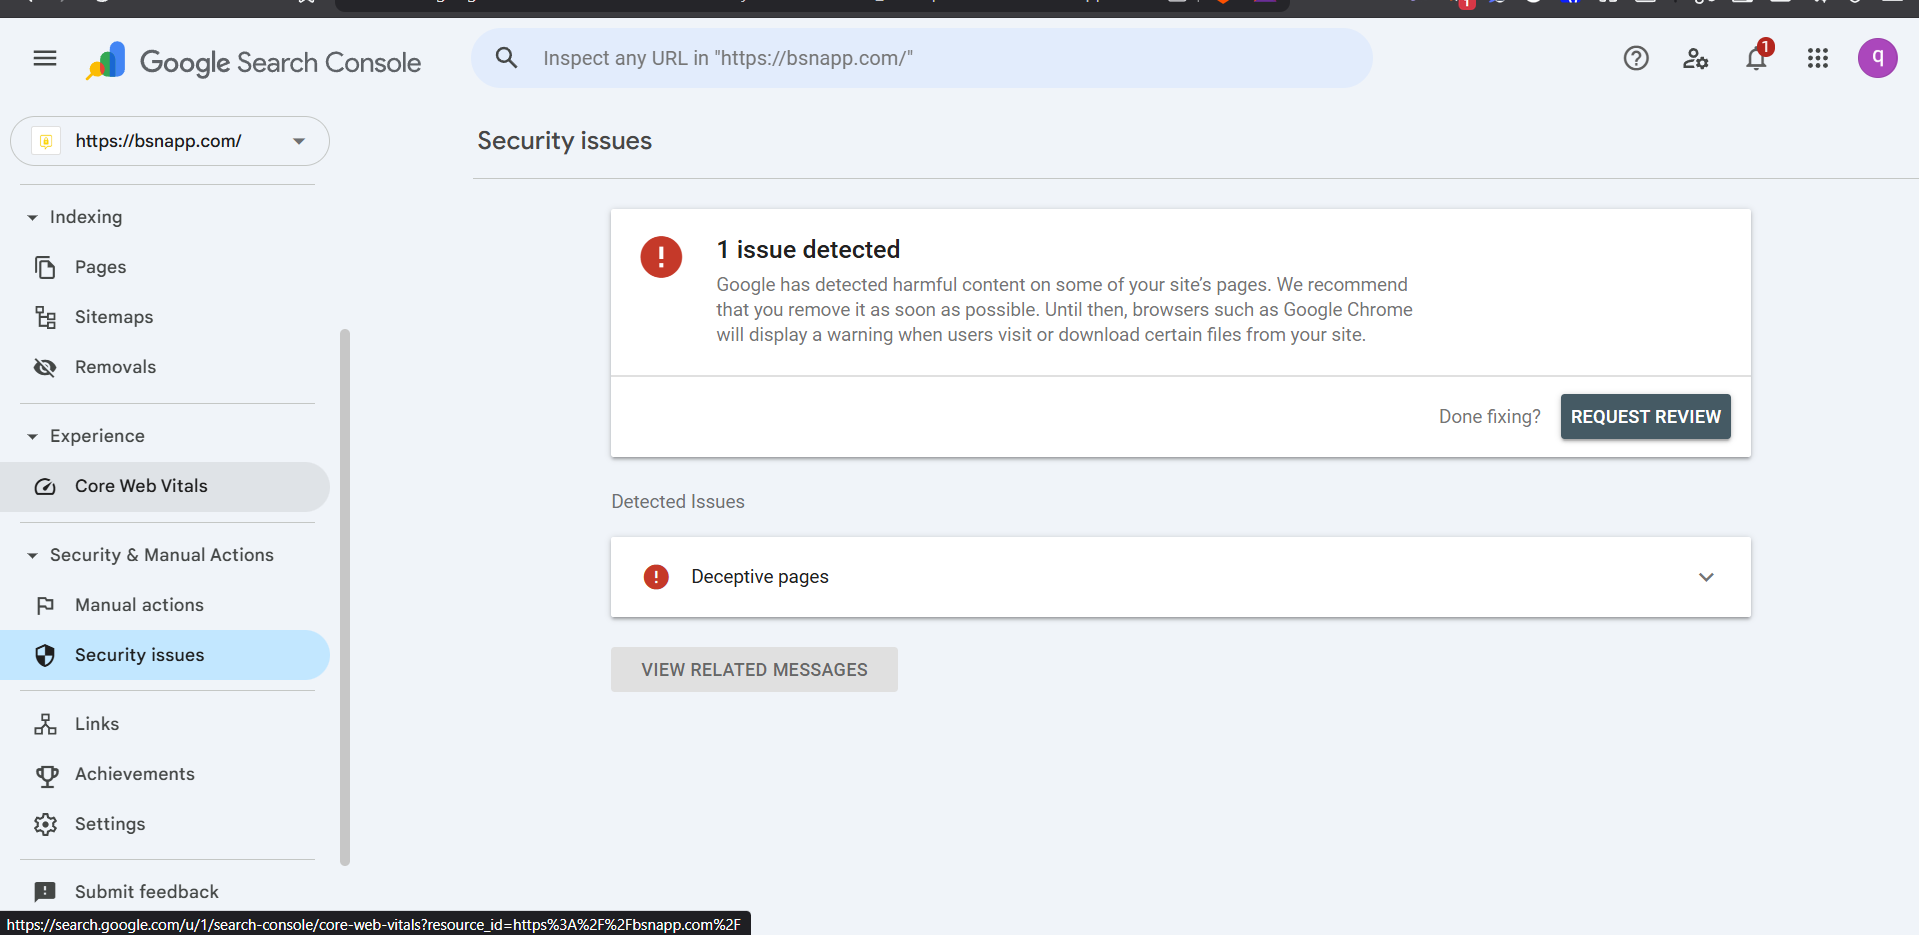 Google Search Console
Inspect any URL in "https://bsnapp.com/"
1
q
https://bsnapp.com/
Indexing
Pages
Sitemaps
Removals
Experience
Core Web Vitals
Security & Manual Actions
Manual actions
Security issues
Links
Achievements
Settings
Submit feedback
Security issues
1 issue detected
Google has detected harmful content on some of your site’s pages. We recommend
that you remove it as soon as possible. Until then, browsers such as Google Chrome
will display a warning when users visit or download certain files from your site.
Done fixing?
REQUEST REVIEW
Detected Issues
Deceptive pages
VIEW RELATED MESSAGES
https://search.google.com/u/1/search-console/core-web-vitals?resource_id=https%3A%2F%2Fbsnapp.com%2F